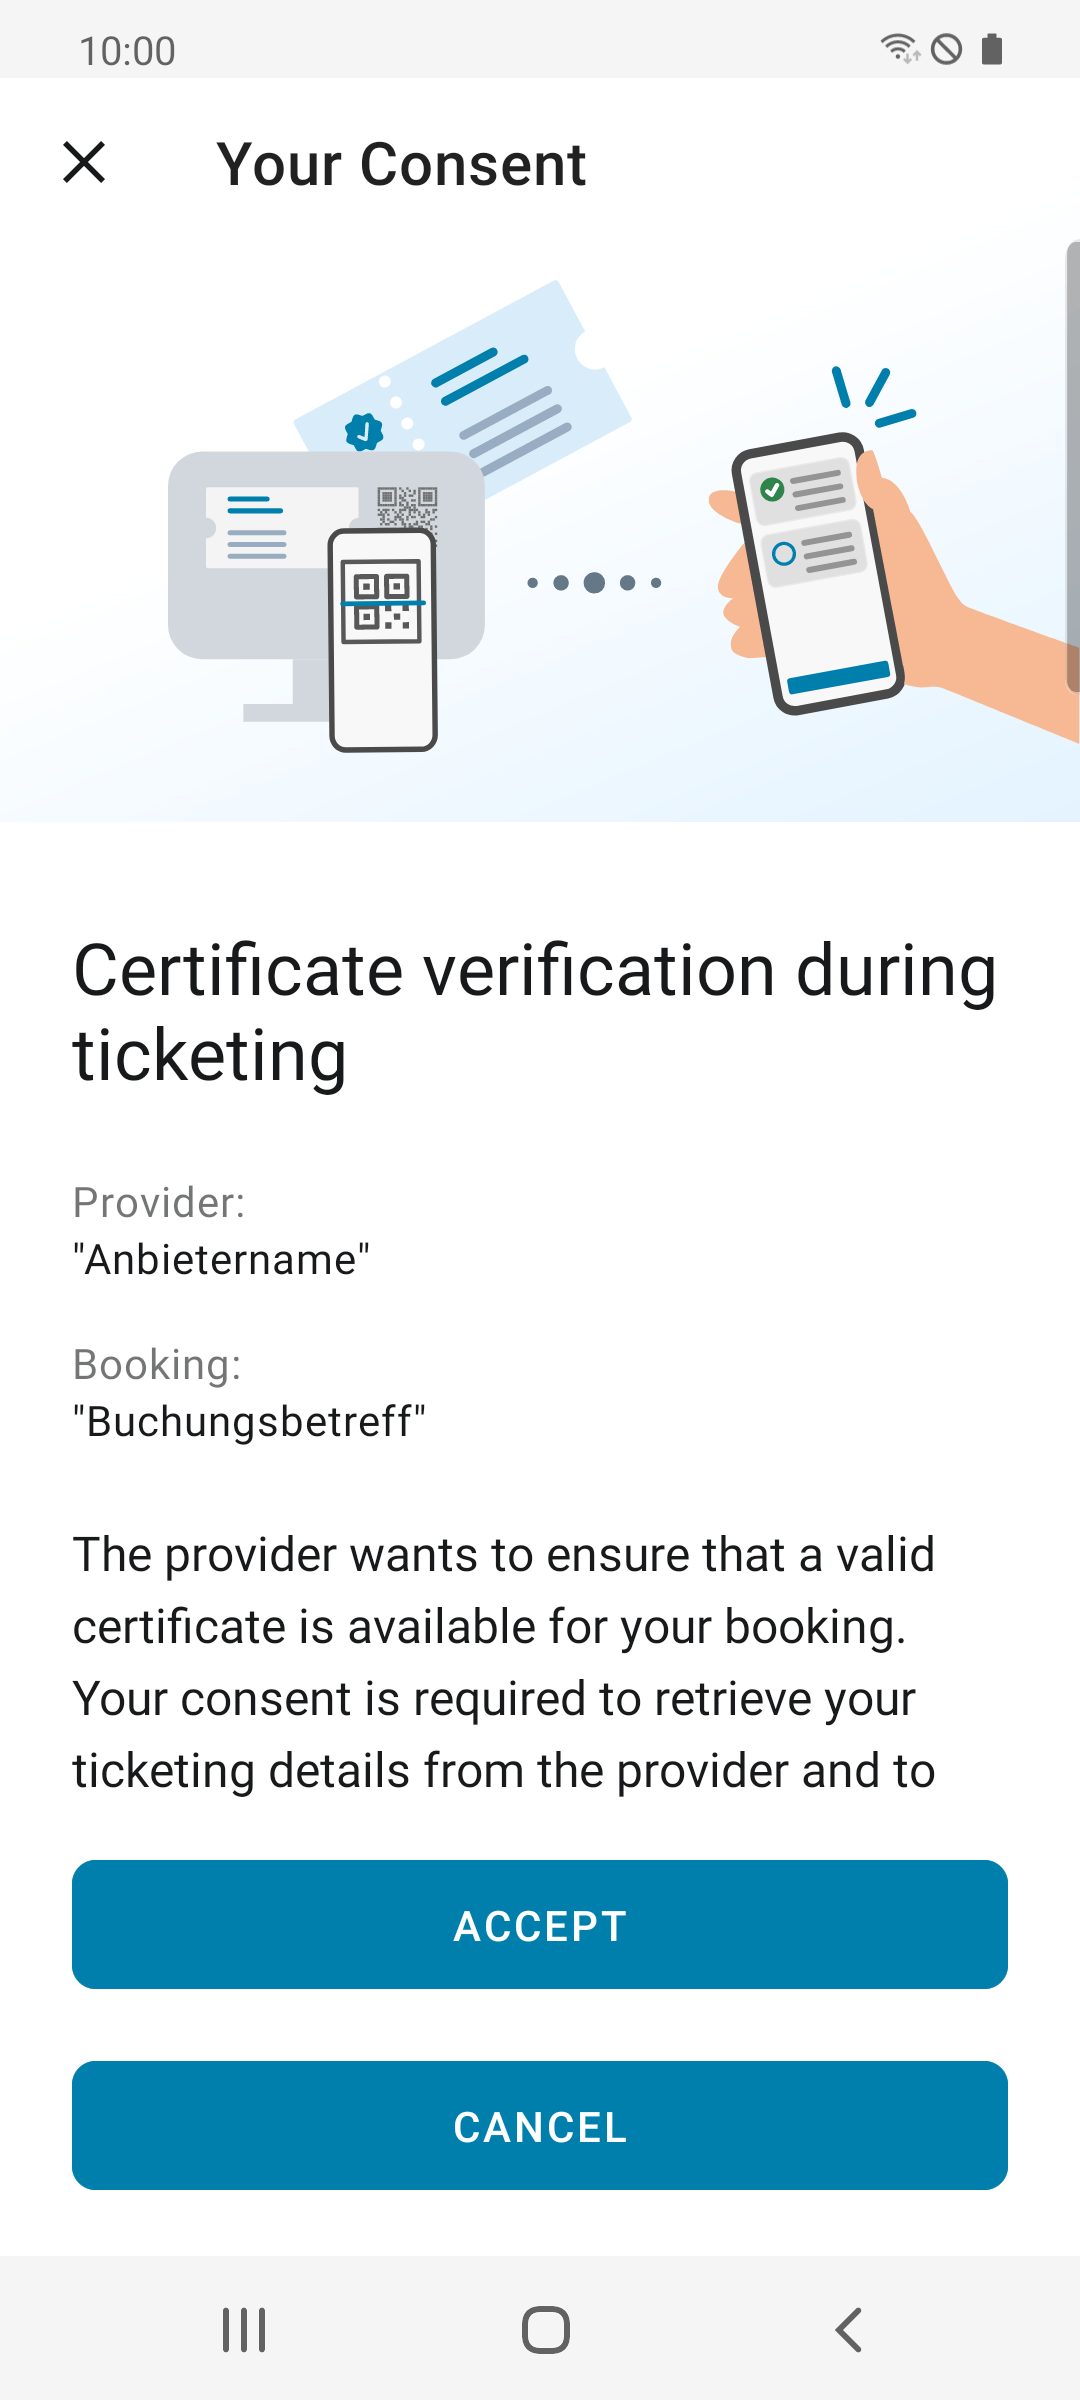 10:00
Your Consent
Certificate verification during
ticketing
Provider:
"Anbietername"
Booking:
"Buchungsbetreff"
The provider wants to ensure that a valid
certificate is available for your booking.
Your consent is required to retrieve your
ticketing details from the provider and to
ACCEPT
CANCEL